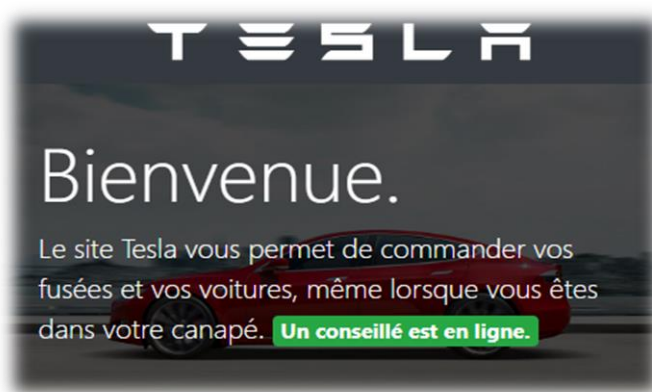 TESLA
Bienvenue.
Le site Tesla vous permet de commander vos
fusées et vos voitures, même lorsque vous êtes
dans votre canapé. Un conseillé est en ligne.